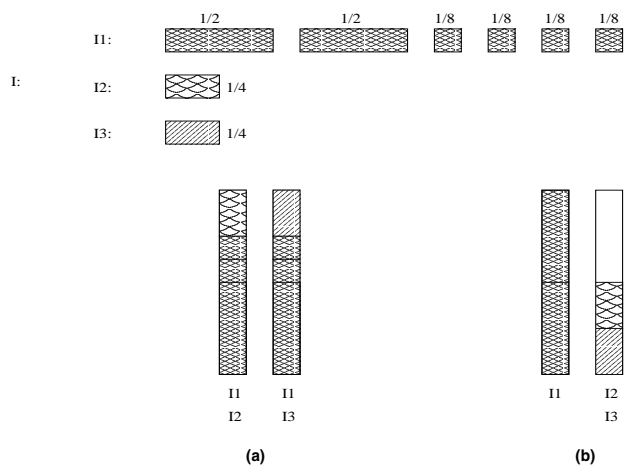 1/2 1/2 1/8 1/8 1/8 1/8
I1:
I:
I2: 1/4
I3: 1/4
I1 I1 I1 I2
I2 I3 I3
(a) (b)